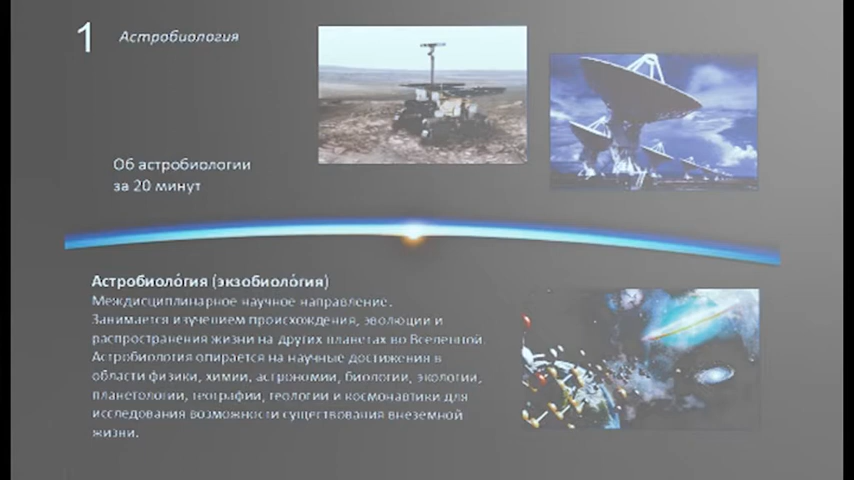 1
Астробиология
Об астробиологии
за 20 минут
Астробиоло́гия (экзобиоло́гия)
Междисциплинарное научное направление.
Занимается изучением происхождения, эволюции и
распространения жизни на других планетах во Вселенной.
Астробиология опирается на научные достижения в
области физики, химии, астрономии, биологии, экологии,
планетологии, географии, геологии и космонавтики для
исследования возможности существования внеземной
жизни.